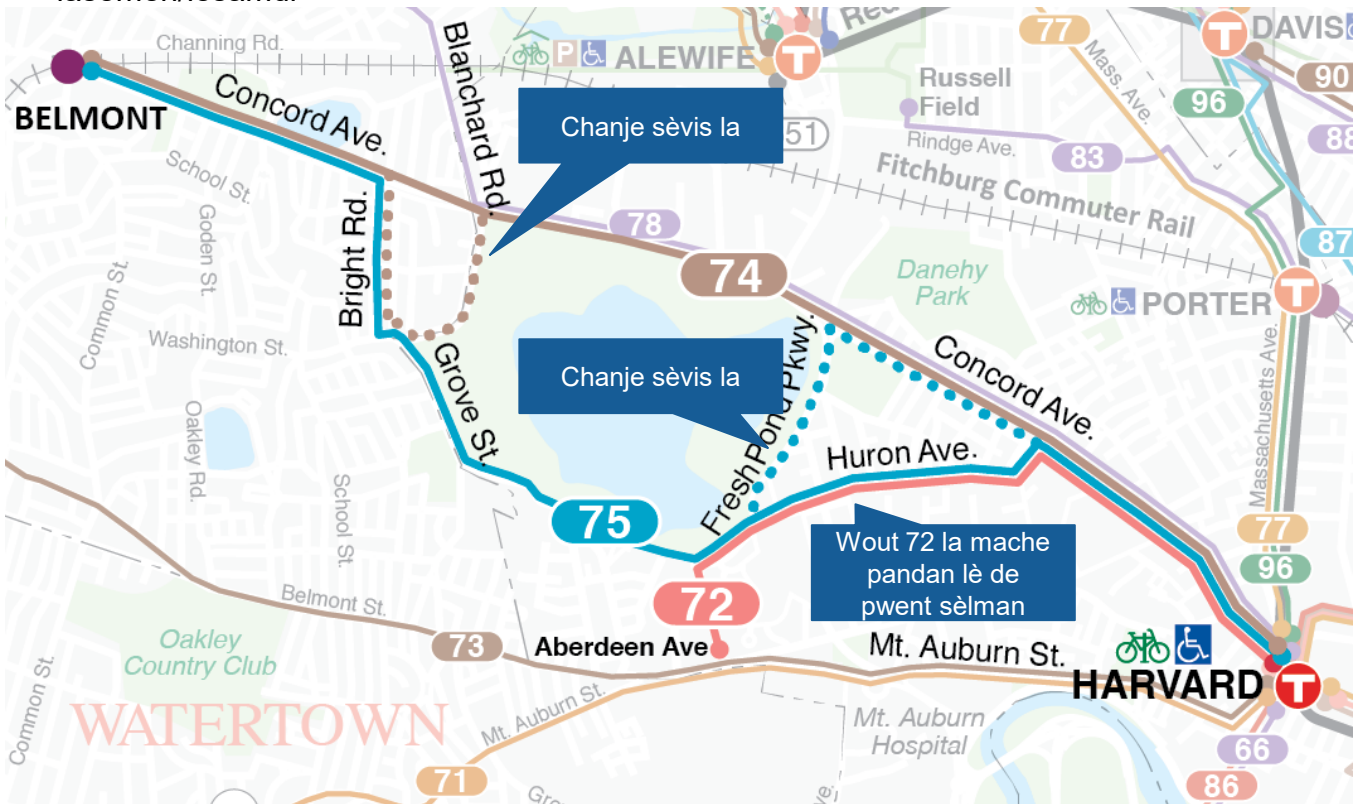 Channing Rd.
Blanchard Rd.
ALEWIFE
P
T
Red
77
Mass. Ave.
DAVIS
T
90
96
88
BELMONT
Concord Ave.
Chanje sèvis la
51
Russell
Field
Rindge Ave.
83
Fitchburg Commuter Rail
School St.
Goden St.
Bright Rd.
78
74
87
Common St.
Washington St.
Danehy
Park
PORTER
T
Grove St.
Chanje sèvis la
Fresh Pond Pkwy.
Concord Ave.
Massachusetts Ave.
Oakley Rd.
School St.
Huron Ave.
75
Wout 72 la mache
pandan lè de
pwent sèlman
77
96
72
Belmont St.
73
Aberdeen Ave
Mt. Auburn St.
HARVARD
T
Oakley
Country Club
WATERTOWN
Common St.
Mt. Auburn St.
Mt. Auburn
Hospital
66
71
86